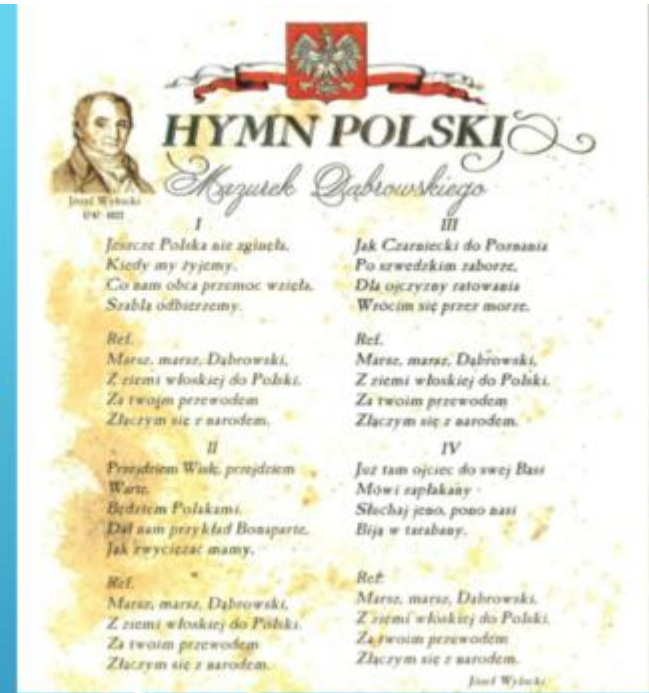 HYMN POLSKI
Mazurek Dąbrowskiego
Józef Wybicki
1747-1822
I
Jeszcze Polska nie zginęła,
Kiedy my żyjemy.
Co nam obca przemoc wzięła,
Szablą odbierzemy.
Ref.
Marsz, marsz, Dąbrowski,
Z ziemi włoskiej do Polski.
Za twoim przewodem
Złączym się z narodem.
II
Przejdziem Wisłę, przejdziem
Wartę,
Będziem Polakami.
Dał nam przykład Bonaparte,
Jak zwyciężać mamy.
Ref.
Marsz, marsz, Dąbrowski,
Z ziemi włoskiej do Polski.
Za twoim przewodem
Złączym się z narodem.
III
Jak Czarniecki do Poznania
Po szwedzkim zaborze,
Dla ojczyzny ratowania
Wrócim się przez morze.
Ref.
Marsz, marsz, Dąbrowski,
Z ziemi włoskiej do Polski.
Za twoim przewodem
Złączym się z narodem.
IV
Już tam ojciec do swej Basi
Mówi zapłakany -
Słuchaj jeno, pono nasi
Biją w tarabany.
Ref:
Marsz, marsz, Dąbrowski,
Z ziemi włoskiej do Polski.
Za twoim przewodem
Złączym się z narodem.
Józef Wybicki